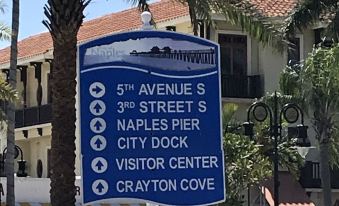 Naples
5TH AVENUE S
3RD STREET S
NAPLES PIER
CITY DOCK
VISITOR CENTER
CRAYTON COVE